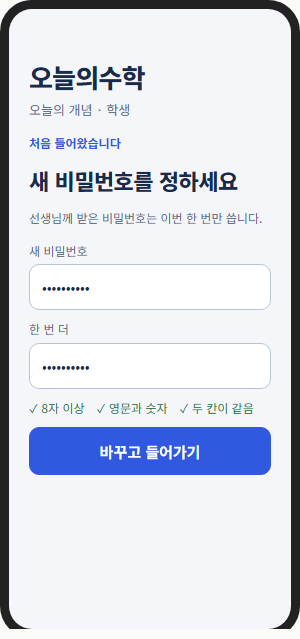 오늘의수학
오늘의 개념 · 학생
처음 들어왔습니다
새 비밀번호를 정하세요
선생님께 받은 비밀번호는 이번 한 번만 씁니다.
새 비밀번호
••••••••••
한 번 더
••••••••••
✓ 8자 이상 ✓ 영문과 숫자 ✓ 두 칸이 같음
바꾸고 들어가기